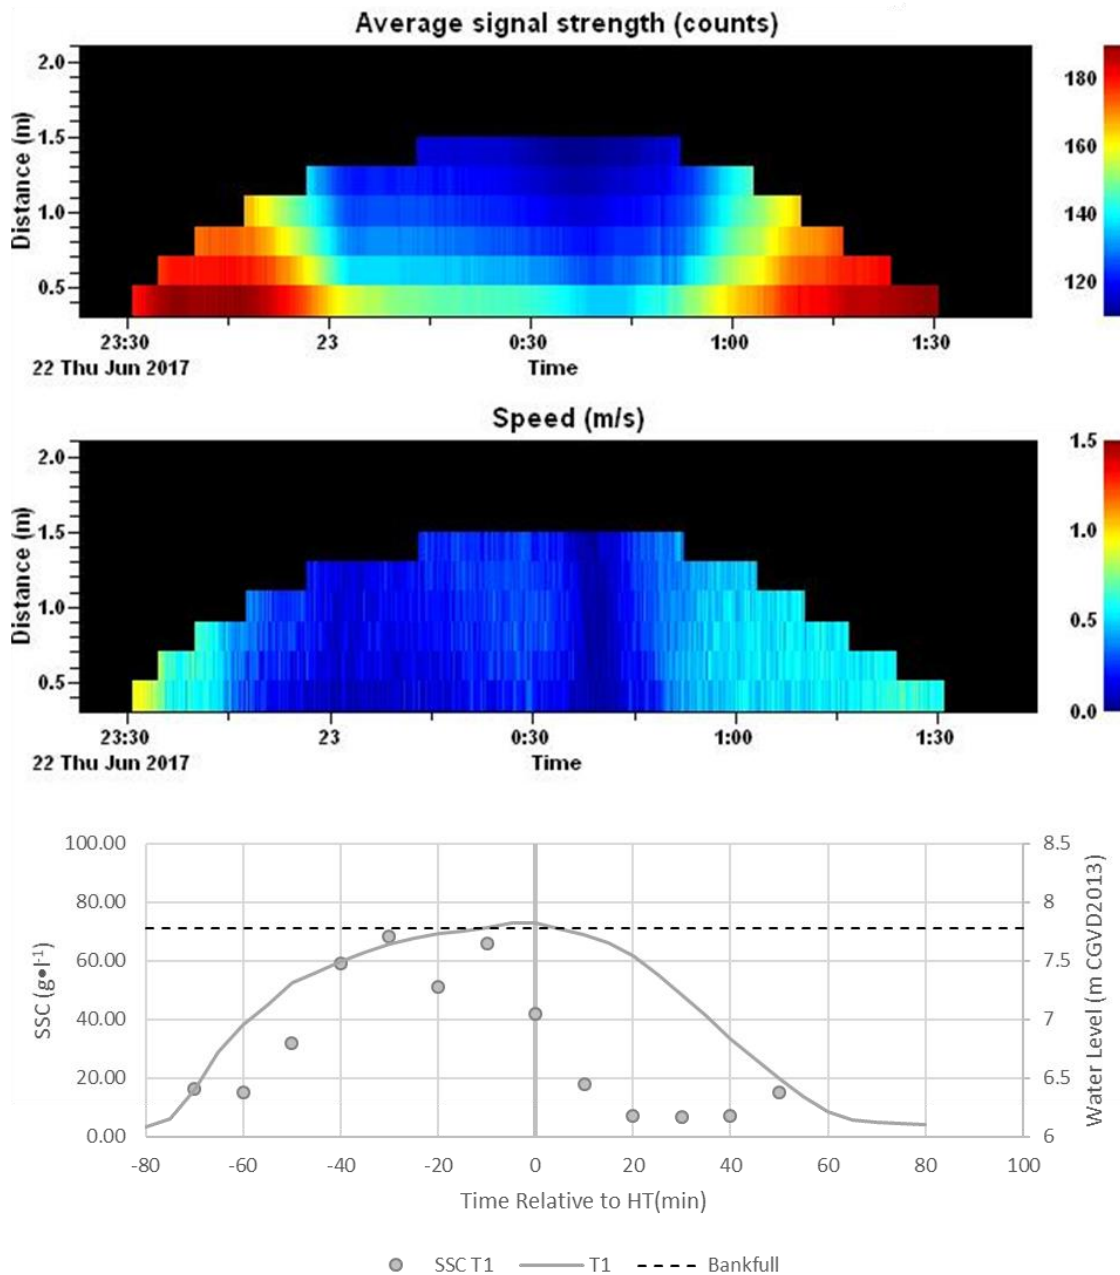 Average signal strength (counts)
Distance (m)
2.0
1.5
1.0
0.5
180
160
140
120
23:30 23 0:30 1:00 1:30
22 Thu Jun 2017 Time
Speed (m/s)
Distance (m)
2.0
1.5
1.0
0.5
1.5
1.0
0.5
0.0
23:30 23 0:30 1:00 1:30
22 Thu Jun 2017 Time
SSC (g●l-1)
100.00
80.00
60.00
40.00
20.00
0.00
8.5
8
7.5
7
6.5
6
Water Level (m CGVD2013)
-80 -60 -40 -20 0 20 40 60 80 100
Time Relative to HT(min)
SSC T1 T1 Bankfull